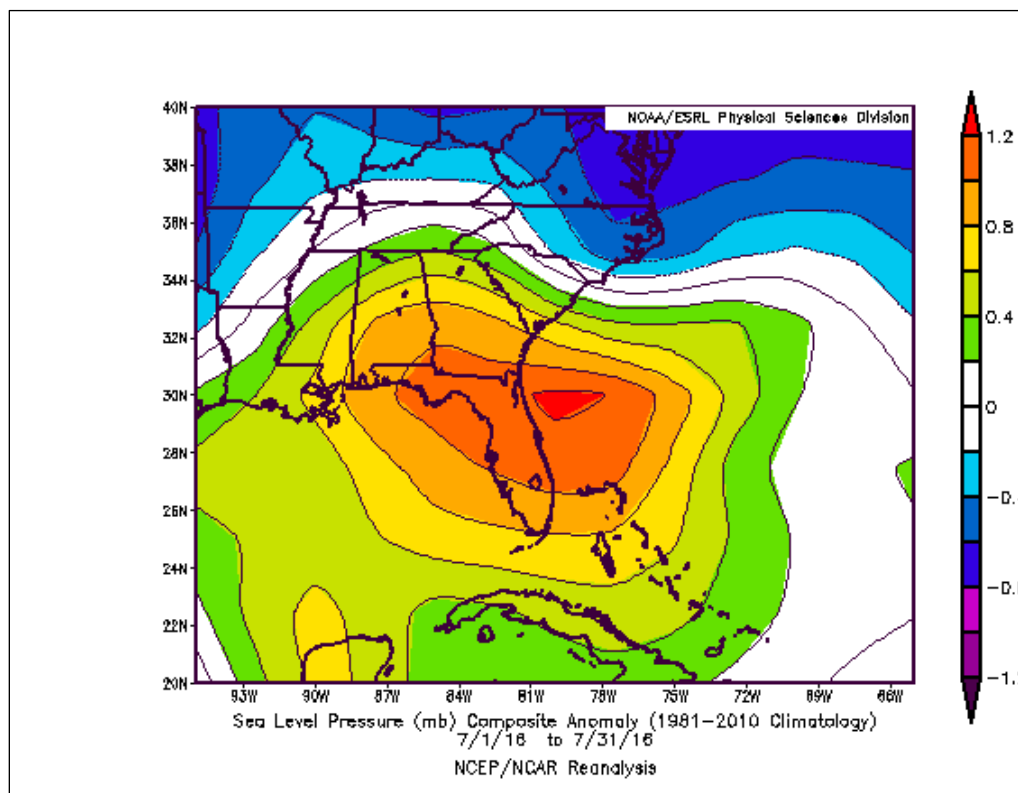 40N
NOAA/ESRL Physical Sciences Division
38N
36N
34N
32N
30N
28N
26N
24N
22N
20N
93W 90W 87W 84W 81W 78W 75W 72W 69W 66W
1.2
0.8
0.4
0
Sea Level Pressure (mb) Composite Anomaly (1981-2010 Climatology)
7/1/16 to 7/31/16
NCEP/NCAR Reanalysis